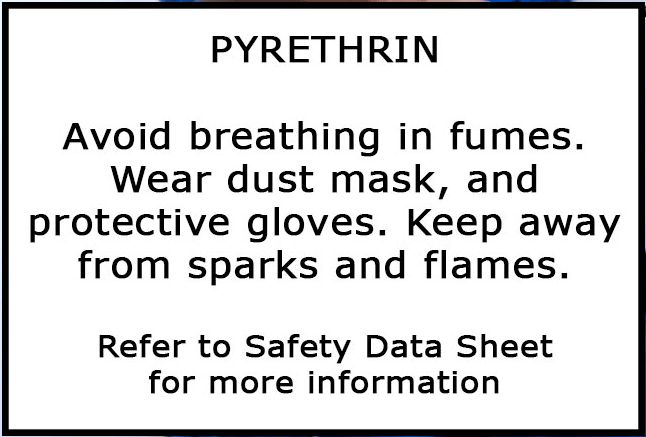 PYRETHRIN
Avoid breathing in fumes.
Wear dust mask, and
protective gloves. Keep away
from sparks and flames.
Refer to Safety Data Sheet
for more information